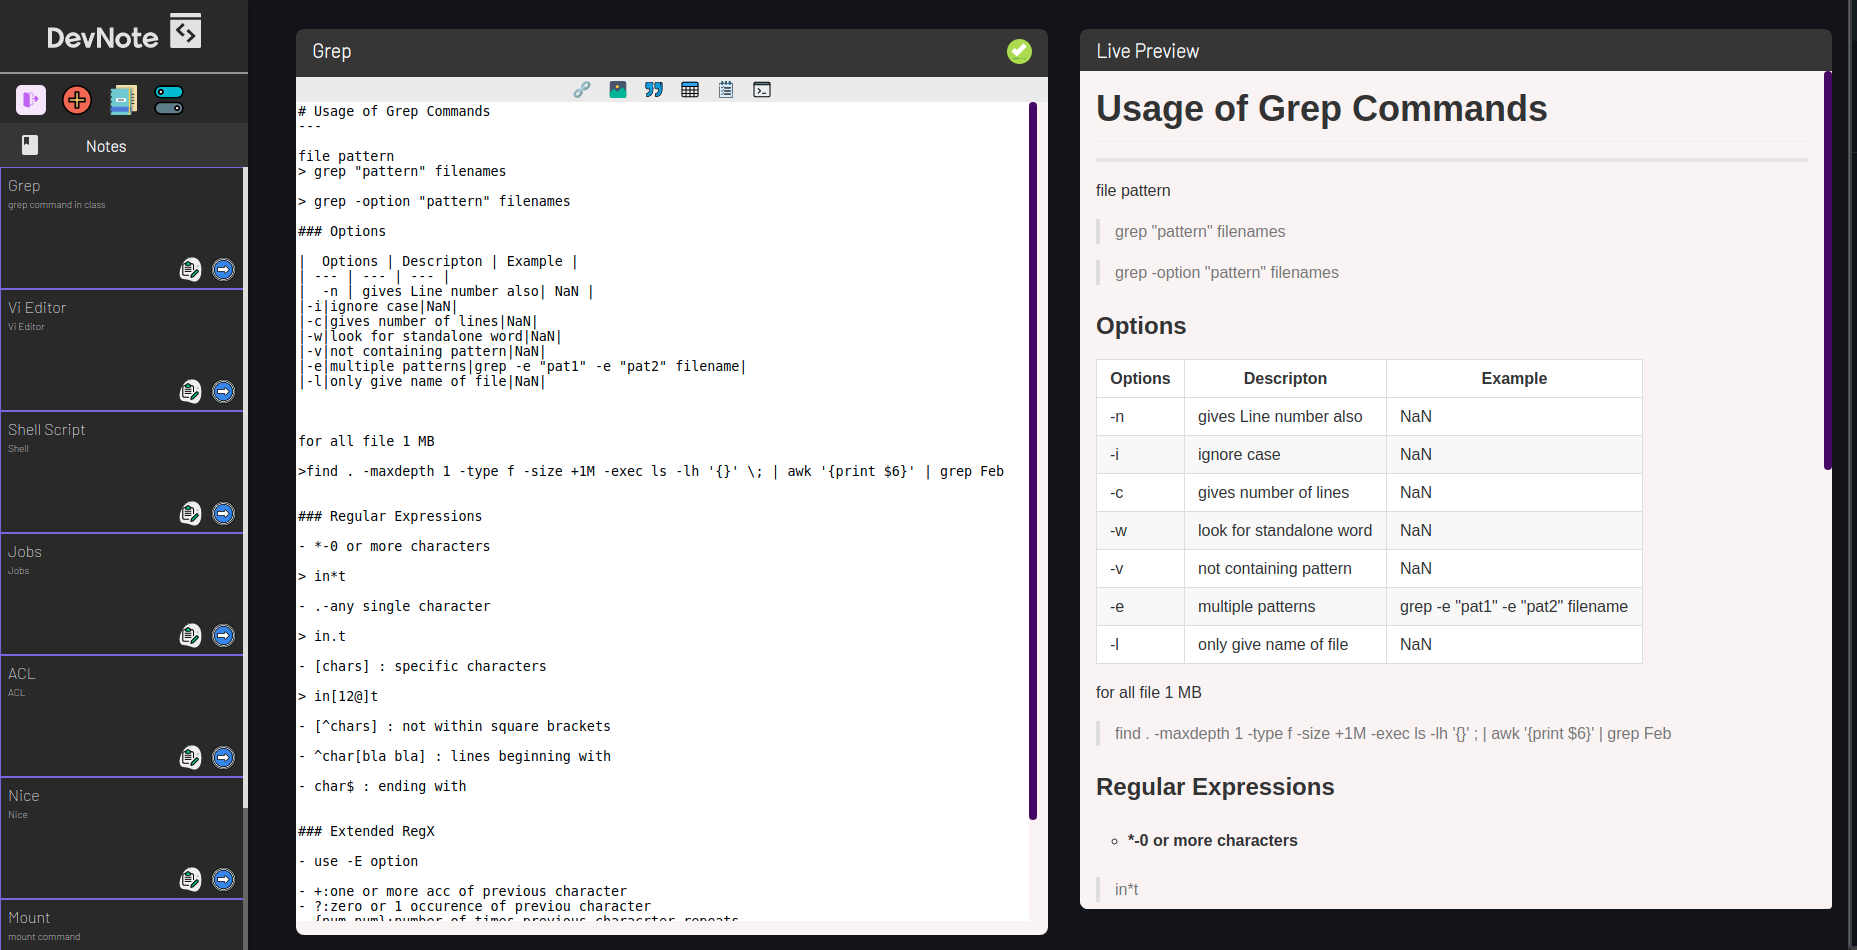 DevNote
Notes
Grep
grep command in class
Vi Editor
Vi Editor
Shell Script
Shell
Jobs
Jobs
ACL
ACL
Nice
Nice
Mount
mount command
Grep
# Usage of Grep Commands
---
file pattern
> grep "pattern" filenames
> grep -option "pattern" filenames
### Options
|  Options | Descripton | Example |
| --- | --- | --- |
|  -n | gives Line number also| NaN |
|-i|ignore case|NaN|
|-c|gives number of lines|NaN|
|-w|look for standalone word|NaN|
|-v|not containing pattern|NaN|
|-e|multiple patterns|grep -e "pat1" -e "pat2" filename|
|-l|only give name of file|NaN|
for all file 1 MB
>find . -maxdepth 1 -type f -size +1M -exec ls -lh '{}' \; | awk '{print $6}' | grep Feb
### Regular Expressions
- *-0 or more characters
> in*t
- .-any single character
> in.t
- [chars] : specific characters
> in[12@]t
- [^chars] : not within square brackets
- ^char[bla bla] : lines beginning with
- char$ : ending with
### Extended RegX
- use -E option
- +:one or more acc of previous character
- ?:zero or 1 occurence of previou character
- {num,num}:number of times previous characrter repeats
Live Preview
Usage of Grep Commands
file pattern
grep "pattern" filenames
grep -option "pattern" filenames
Options
Options Descripton Example
-n gives Line number also NaN
-i ignore case NaN
-c gives number of lines NaN
-w look for standalone word NaN
-v not containing pattern NaN
-e multiple patterns grep -e "pat1" -e "pat2" filename
-l only give name of file NaN
for all file 1 MB
find . -maxdepth 1 -type f -size +1M -exec ls -lh '{}' ; | awk '{print $6}' | grep Feb
Regular Expressions
*-0 or more characters
in*t